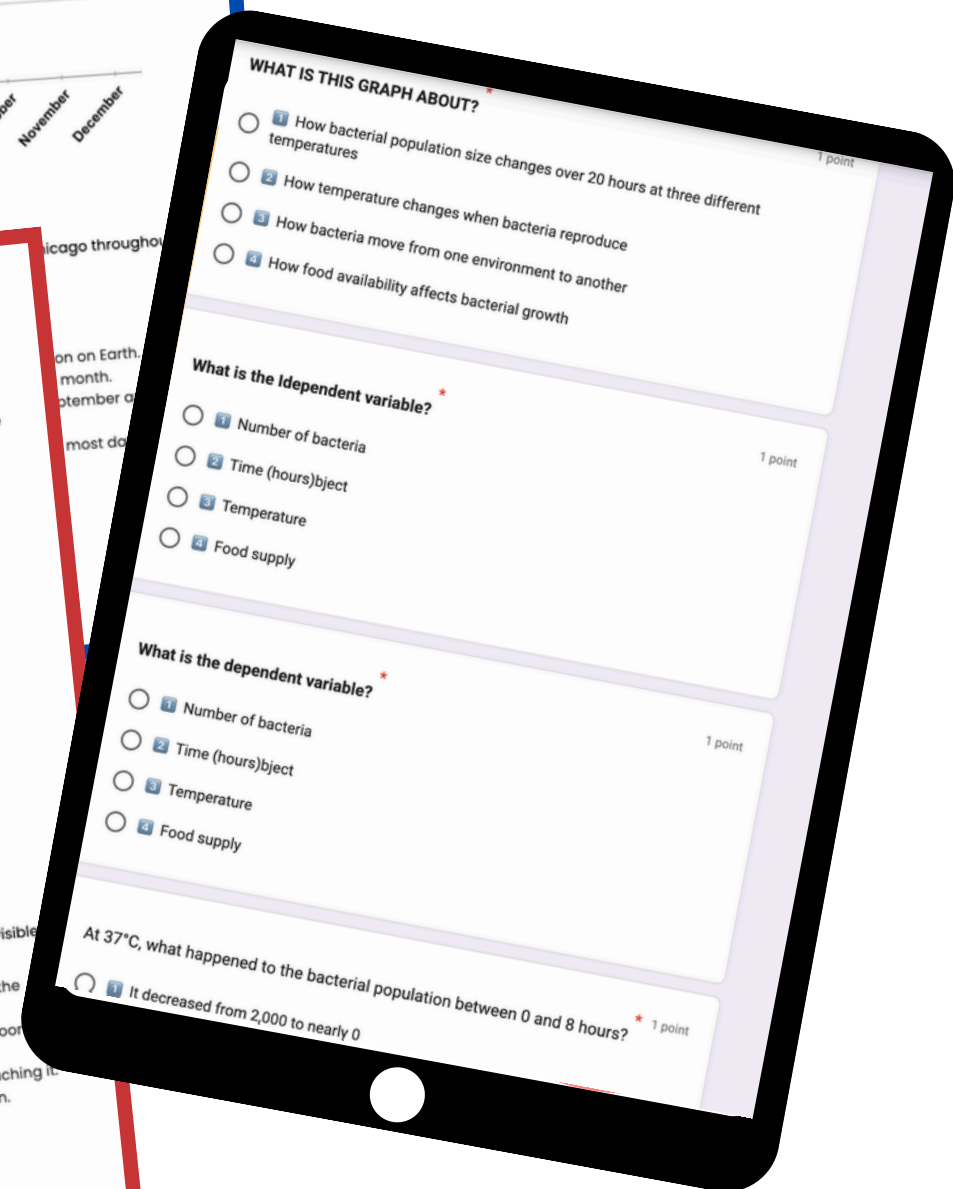 November
December
icago throughou
on on Earth.
month.
ptember a
most da
isible
the
oor
ching it.
n.
WHAT IS THIS GRAPH ABOUT? *
1 point
1 How bacterial population size changes over 20 hours at three different
temperatures
2 How temperature changes when bacteria reproduce
3 How bacteria move from one environment to another
4 How food availability affects bacterial growth
What is the Idependent variable? *
1 point
1 Number of bacteria
2 Time (hours)bject
3 Temperature
4 Food supply
What is the dependent variable? *
1 point
1 Number of bacteria
2 Time (hours)bject
3 Temperature
4 Food supply
At 37°C, what happened to the bacterial population between 0 and 8 hours? * 1 point
1 It decreased from 2,000 to nearly 0